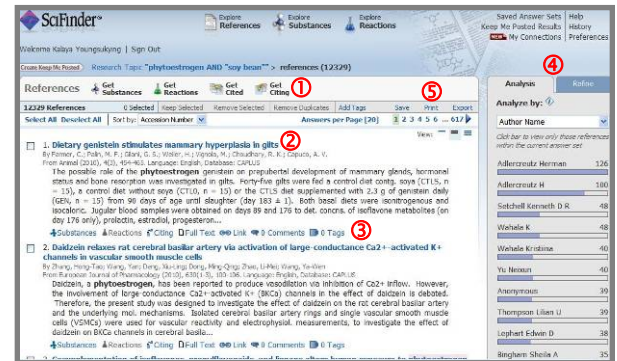 SciFinder®
Explore References
Explore Substances
Explore Reactions
Saved Answer Sets | Help
Keep Me Posted Results | History
NEW My Connections | Preferences
Welcome Kalaya Youngsukying | Sign Out
Create Keep Me Posted Research Topic "phytoestrogen AND "soy bean"" > references (12329)
References Get Substances Get Reactions Get Cited Get Citing ①
④
⑤
Analysis Refine
12329 References 0 Selected Keep Selected Remove Selected Remove Duplicates Add Tags Save Print Export
Select All Deselect All Sort by: Accession Number Answers per Page [20] 1 2 3 4 5 6 ... 617
View:
1. Dietary genistein stimulates mammary hyperplasia in gilts ②
By Farmer, C.; Palin, M. F.; Gilani, G. S.; Weiler, H.; Vignola, M.; Choudhary, R. K.; Capuco, A. V.
From Animal (2010), 4(3), 454-465. Language: English, Database: CAPLUS
The possible role of the phytoestrogen genistein on prepubertal development of mammary glands, hormonal
status and bone resorption was investigated in gilts. Forty-five gilts were fed a control diet contg. soya (CTLS, n
= 15), a control diet without soya (CTL0, n = 15) or the CTLS diet supplemented with 2.3 g of genistein daily
(GEN, n = 15) from 90 days of age until slaughter (day 183 ± 1). Both basal diets were isonitrogenous and
isocaloric. Jugular blood samples were obtained on days 89 and 176 to det. concns. of isoflavone metabolites (on
day 176 only), prolactin, estradiol, progesteron...
Substances Reactions Citing Full Text Link 0 Comments 0 Tags ③
2. Daidzein relaxes rat cerebral basilar artery via activation of large-conductance Ca2+-activated K+
channels in vascular smooth muscle cells
By Zhang, Hong-Tao; Wang, Yan; Deng, Xiu-Ling; Dong, Ming-Qing; Zhao, Li-Mei; Wang, Ya-Wen
From European Journal of Pharmacology (2010), 630(1-3), 100-106. Language: English, Database: CAPLUS
Daidzein, a phytoestrogen, has been reported to produce vasodilation via inhibition of Ca2+ inflow. However,
the involvement of large-conductance Ca2+-activated K+ (BKCa) channels in the effect of daidzein is debated.
Therefore, the present study was designed to investigate the effect of daidzein on the rat cerebral basilar artery
and the underlying mol. mechanisms. Isolated cerebral basilar artery rings and single vascular smooth muscle
cells (VSMCs) were used for vascular reactivity and electrophysiol. measurements, to investigate the effect of
daidzein on BKCa channels in cerebral basila...
Substances Reactions Citing Full Text Link 0 Comments 0 Tags
Analyze by:
Author Name
Click bar to view only those references
within the current answer set
Adlercreutz Herman 126
Adlercreutz H 100
Setchell Kenneth D R 48
Wahala K 48
Wahala Kristina 40
Yu Neoxn 40
Anonymous 39
Thompson Lilian U 39
Lephart Edwin D 38
Bingham Sheila A 35